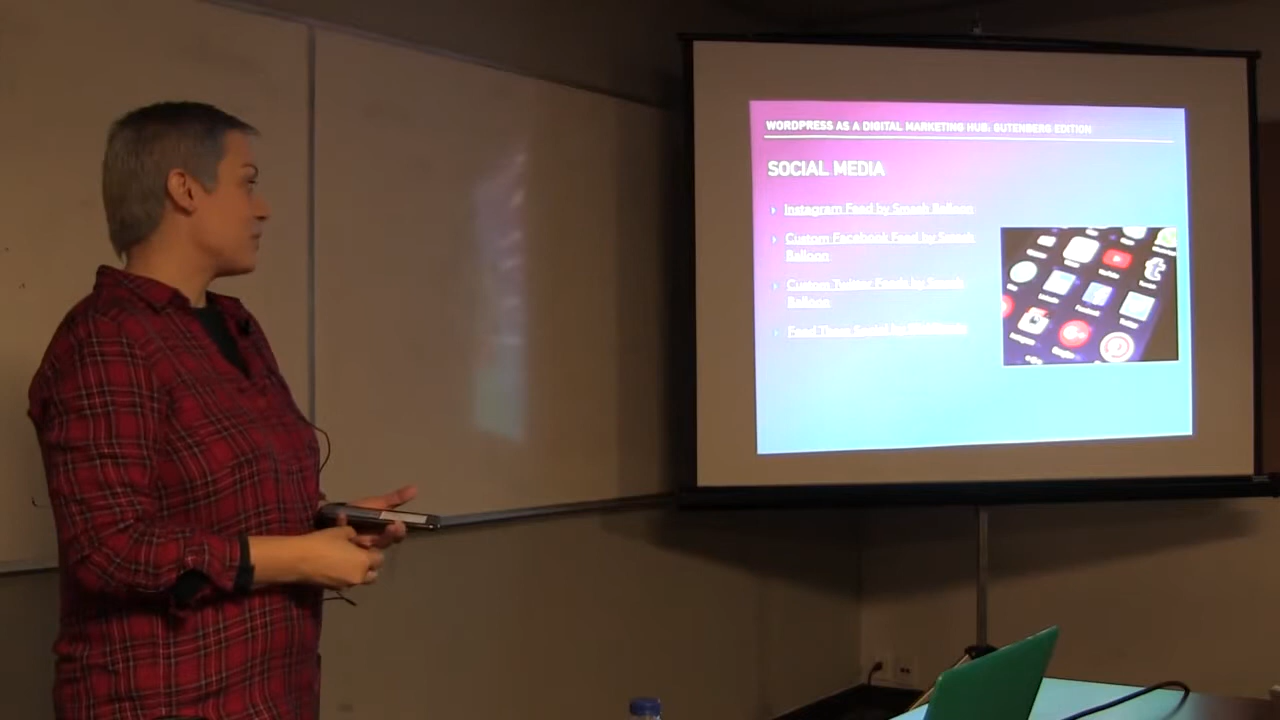 WORDPRESS AS A DIGITAL MARKETING HUB: GUTENBERG EDITION
SOCIAL MEDIA
Instagram Feed by Smash Balloon
Custom Facebook Feed by Smash
Balloon
Custom Twitter Feeds by Smash
Balloon
Feed Them Social by